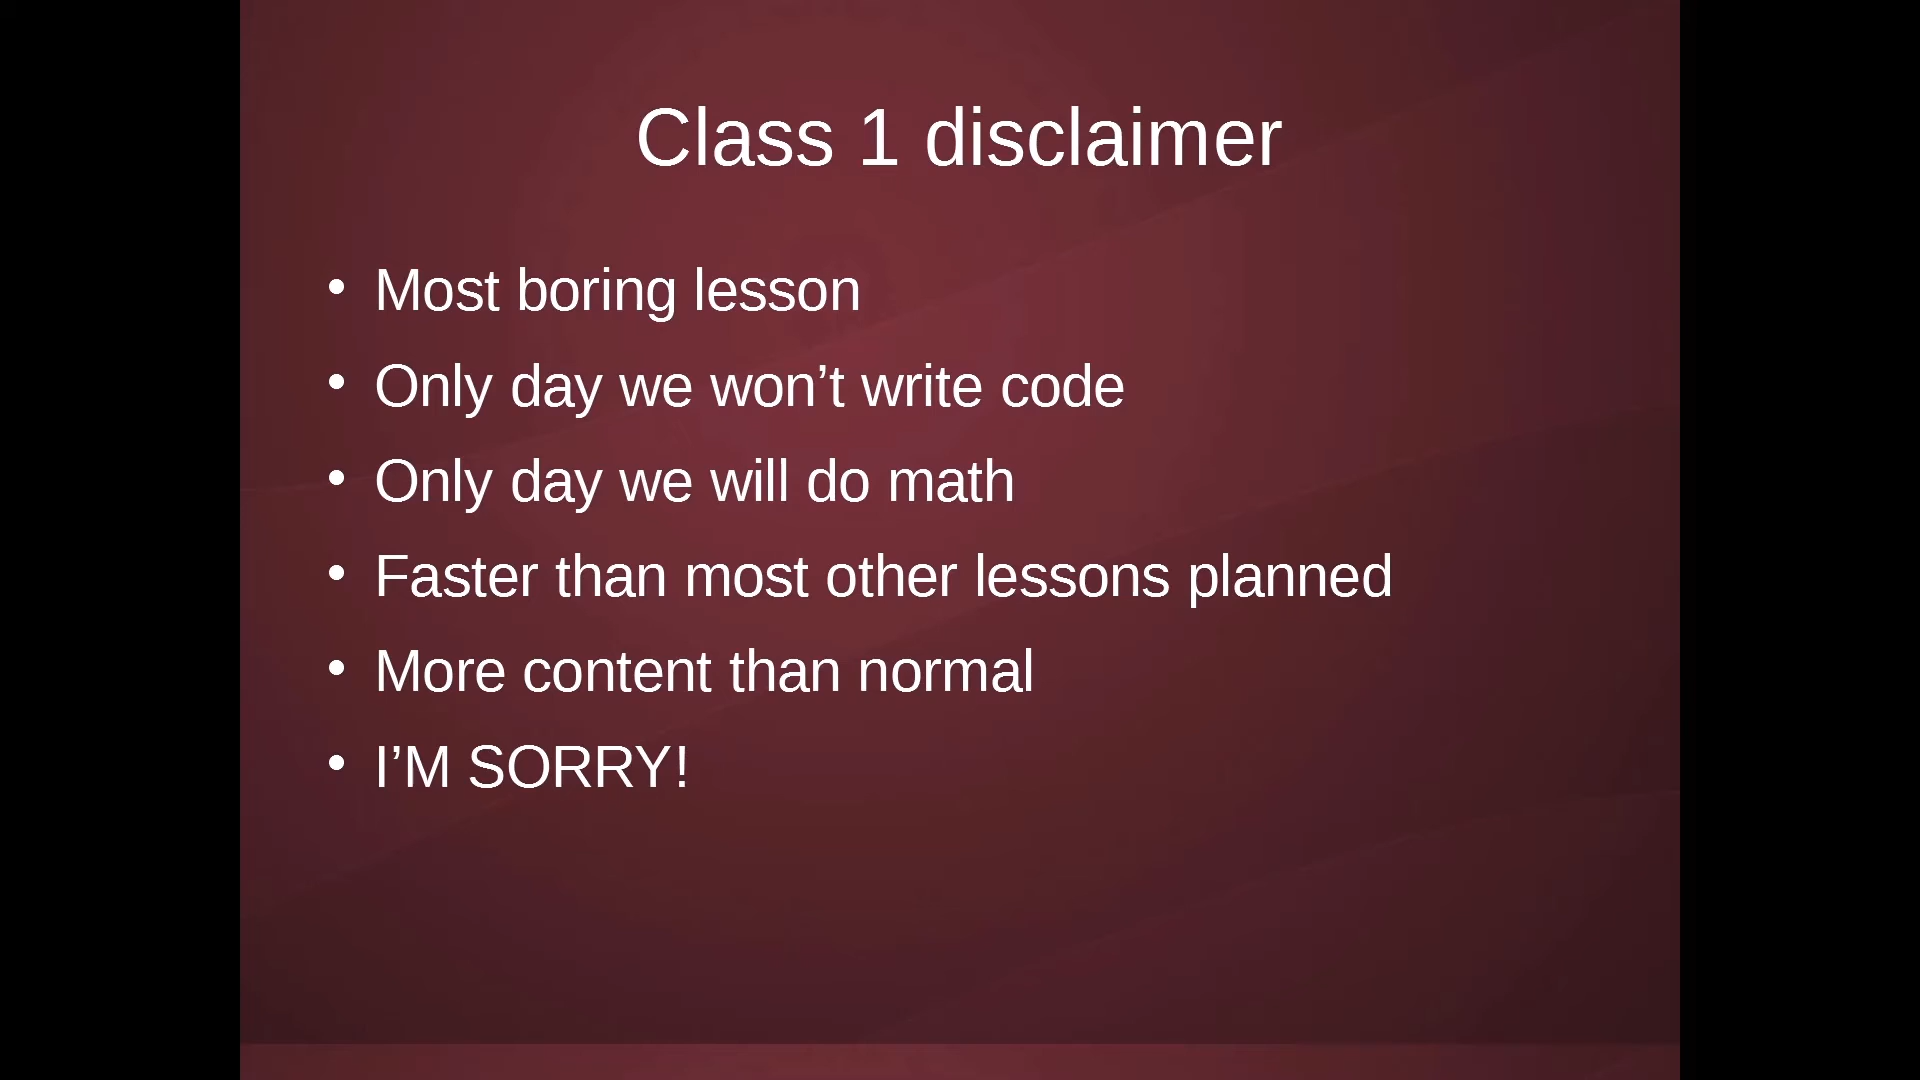 Class 1 disclaimer
• Most boring lesson
• Only day we won’t write code
• Only day we will do math
• Faster than most other lessons planned
• More content than normal
• I’M SORRY!